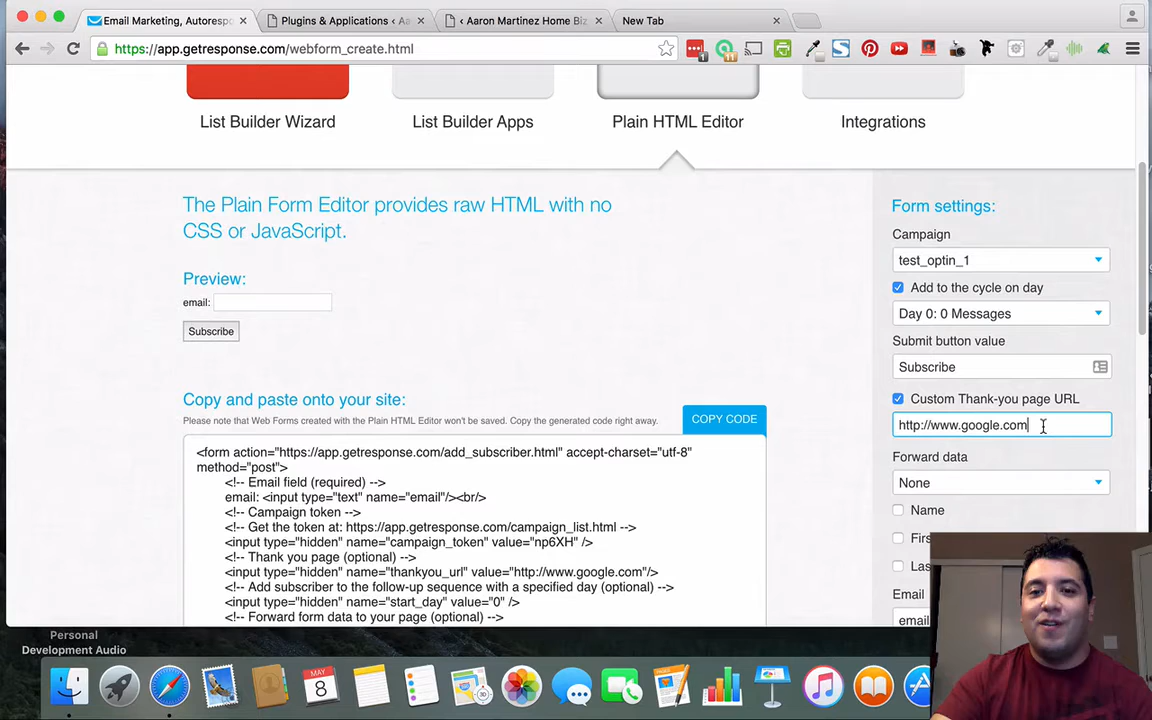 Email Marketing, Autorespo
Plugins & Applications ‹ Aa
‹ Aaron Martinez Home Biz
New Tab
https://app.getresponse.com/webform_create.html
List Builder Wizard
List Builder Apps
Plain HTML Editor
Integrations
The Plain Form Editor provides raw HTML with no
CSS or JavaScript.
Preview:
email:
Subscribe
Copy and paste onto your site:
Please note that Web Forms created with the Plain HTML Editor won't be saved. Copy the generated code right away.
COPY CODE
<form action="https://app.getresponse.com/add_subscriber.html" accept-charset="utf-8"
method="post">
<!-- Email field (required) -->
email: <input type="text" name="email"/><br/>
<!-- Campaign token -->
<!-- Get the token at: https://app.getresponse.com/campaign_list.html -->
<input type="hidden" name="campaign_token" value="np6XH" />
<!-- Thank you page (optional) -->
<input type="hidden" name="thankyou_url" value="http://www.google.com"/>
<!-- Add subscriber to the follow-up sequence with a specified day (optional) -->
<input type="hidden" name="start_day" value="0" />
<!-- Forward form data to your page (optional) -->
Form settings:
Campaign
test_optin_1
Add to the cycle on day
Day 0: 0 Messages
Submit button value
Subscribe
Custom Thank-you page URL
http://www.google.com
Forward data
None
Name
Firs
Las
Email
email
Personal
Development Audio
MAY
8